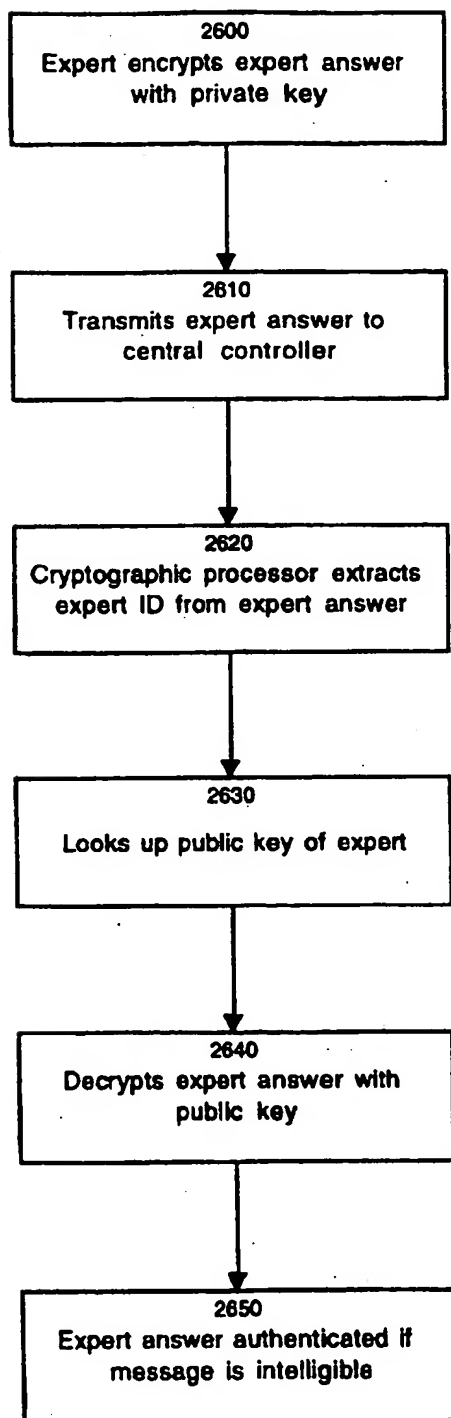 2600
Expert encrypts expert answer
with private key
2610
Transmits expert answer to
central controller
2620
Cryptographic processor extracts
expert ID from expert answer
2630
Looks up public key of expert
2640
Decrypts expert answer with
public key
2650
Expert answer authenticated if
message is intelligible